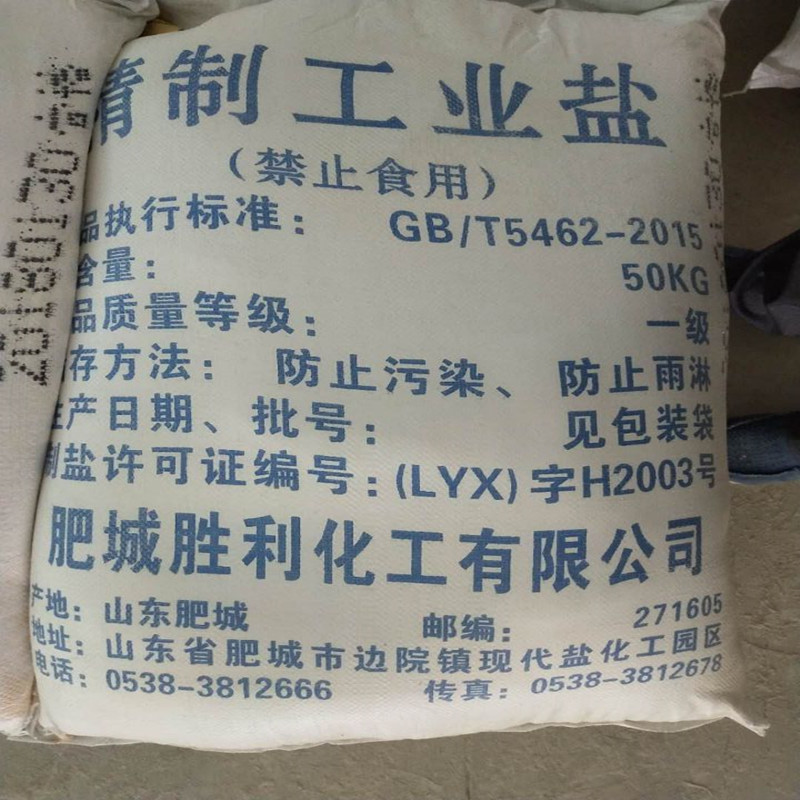 精制工业盐
(禁止食用)
品执行标准: GB/T5462-2015
含量: 50KG
品质量等级: 一级
存方法: 防止污染、防止雨淋
生产日期、批号: 见包装袋
制盐许可证编号:(LYX)字H2003号
肥城胜利化工有限公司
产地: 山东肥城 邮编: 271605
地址: 山东省肥城市边院镇现代盐化工园区
电话: 0538-3812666 传真: 0538-3812678
20180130